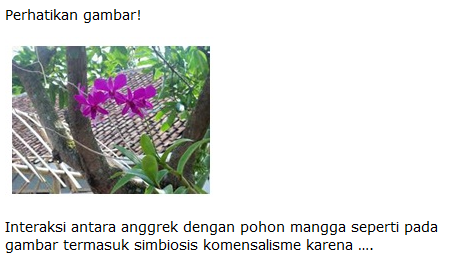 Perhatikan gambar!
Interaksi antara anggrek dengan pohon mangga seperti pada
gambar termasuk simbiosis komensalisme karena ....